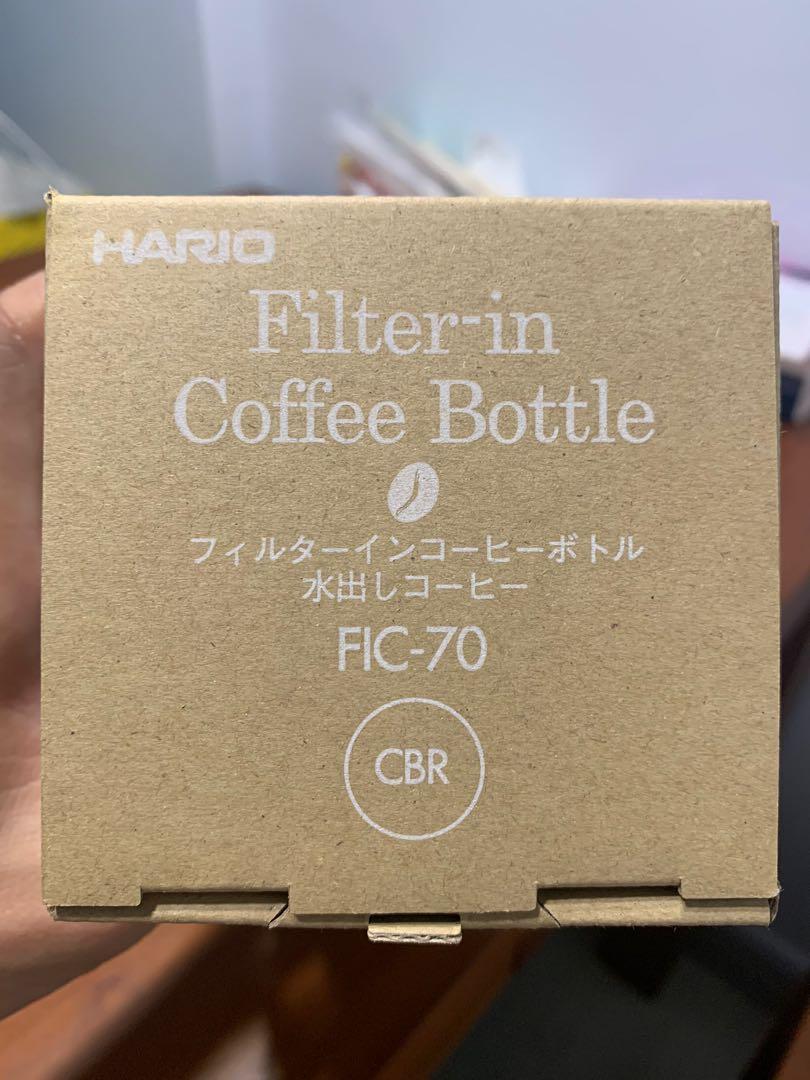 HARIO
Filter-in
Coffee Bottle
フィルターインコーヒーボトル
水出しコーヒー
FIC-70
CBR